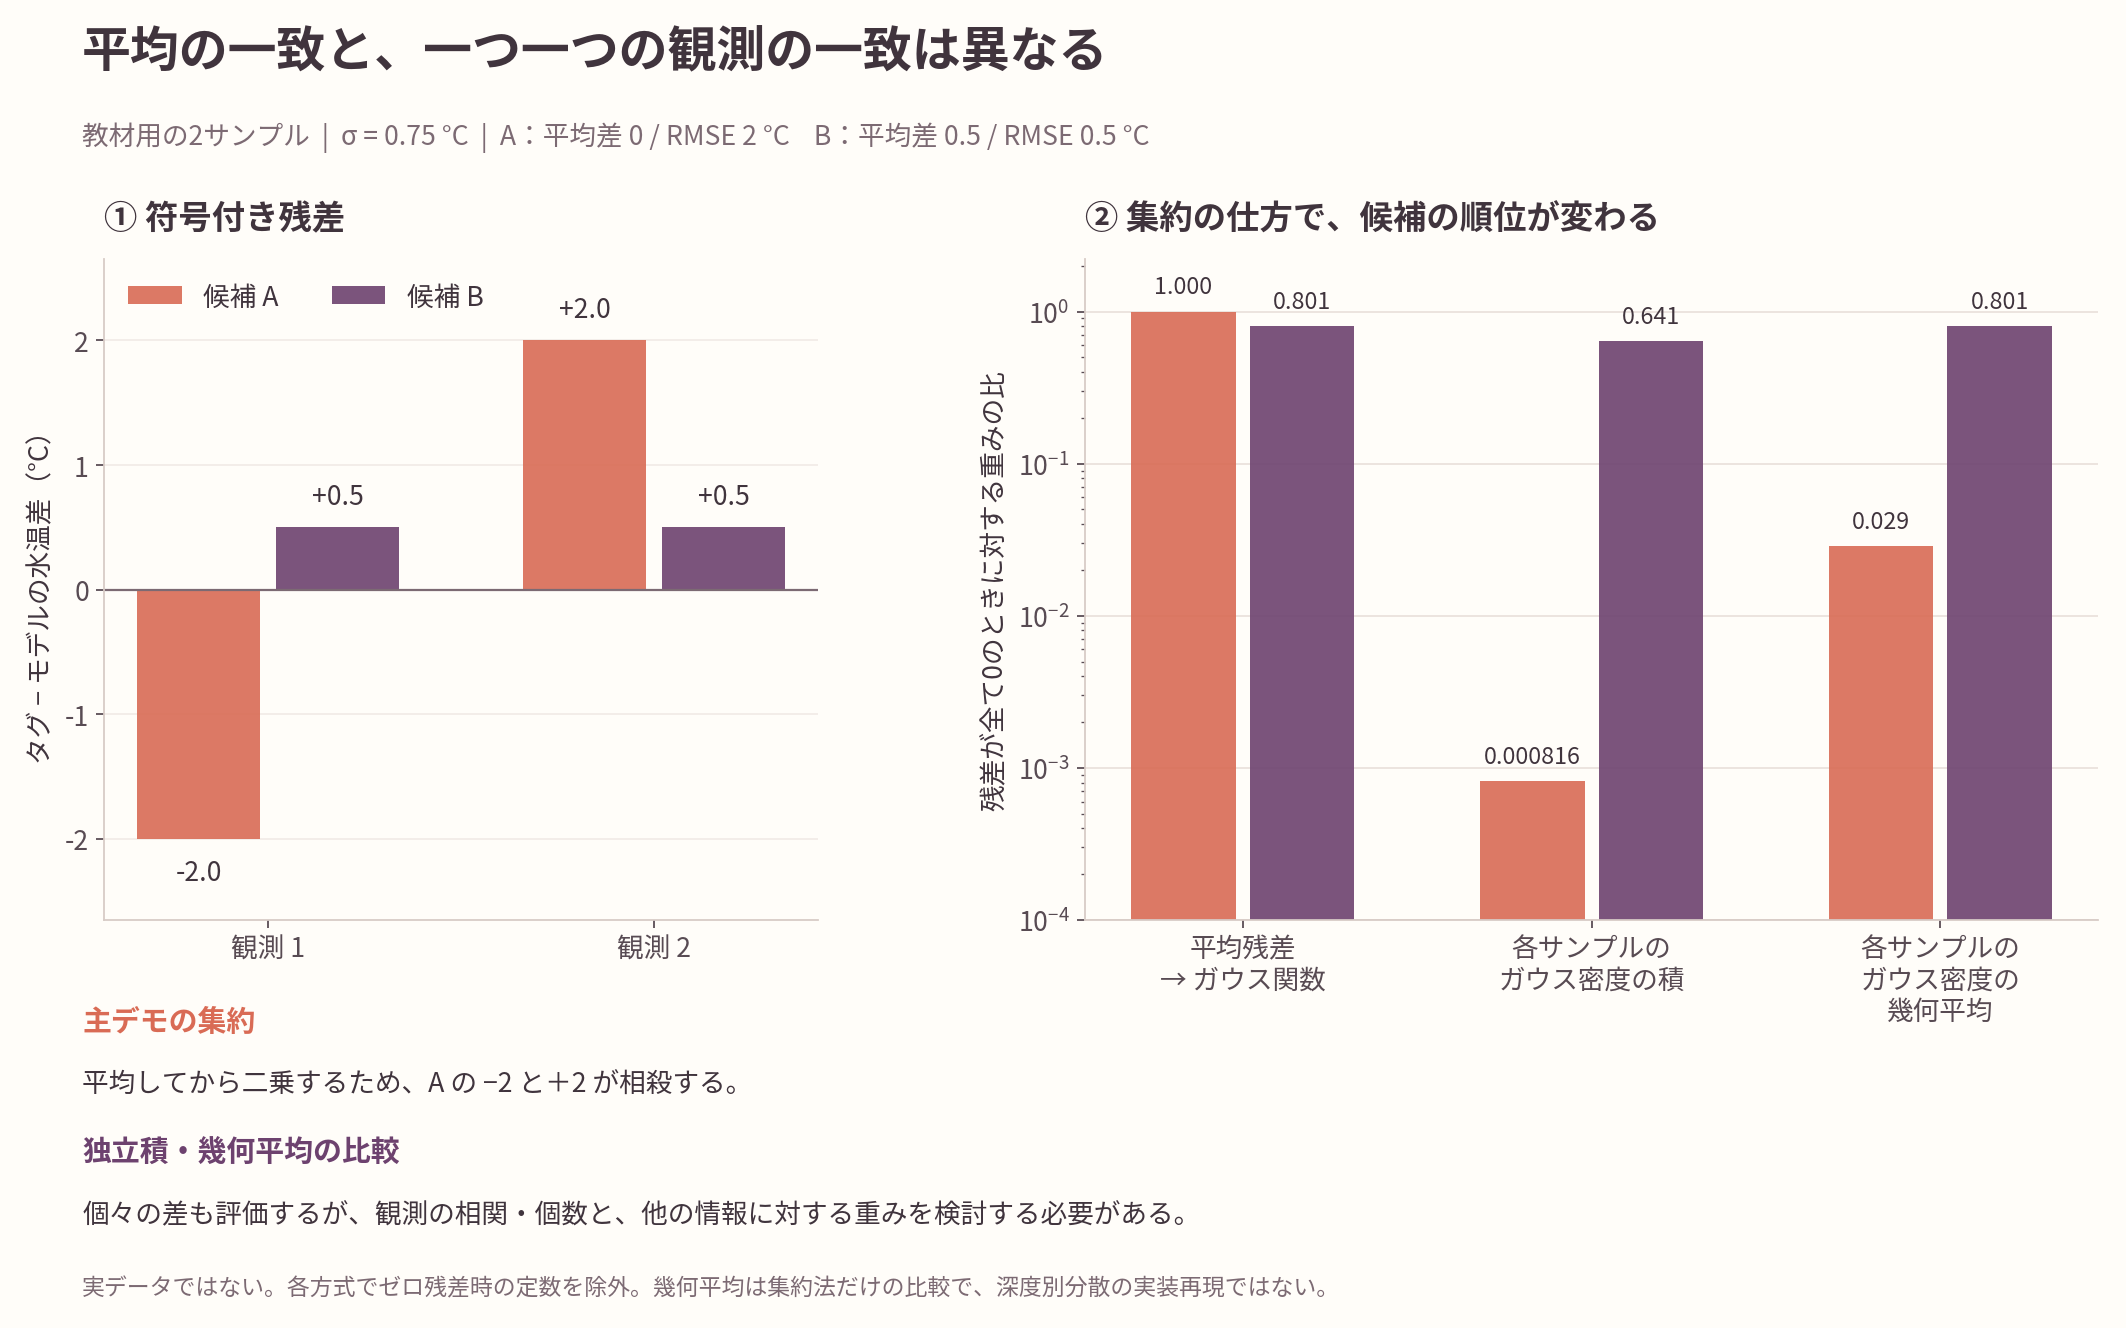 平均の一致と、一つ一つの観測の一致は異なる
教材用の2サンプル｜σ = 0.75 °C｜A：平均差 0 / RMSE 2 °C　B：平均差 0.5 / RMSE 0.5 °C
① 符号付き残差
候補 A
候補 B
タグ − モデルの水温差（°C）
2
1
0
-1
-2
-2.0
+0.5
+2.0
+0.5
観測 1
観測 2
② 集約の仕方で、候補の順位が変わる
残差が全て0のときに対する重みの比
10⁰
10⁻¹
10⁻²
10⁻³
10⁻⁴
1.000
0.801
0.000816
0.641
0.029
0.801
平均残差
→ ガウス関数
各サンプルの
ガウス密度の積
各サンプルの
ガウス密度の
幾何平均
主デモの集約
平均してから二乗するため、A の −2 と＋2 が相殺する。
独立積・幾何平均の比較
個々の差も評価するが、観測の相関・個数と、他の情報に対する重みを検討する必要がある。
実データではない。各方式でゼロ残差時の定数を除外。幾何平均は集約法だけの比較で、深度別分散の実装再現ではない。